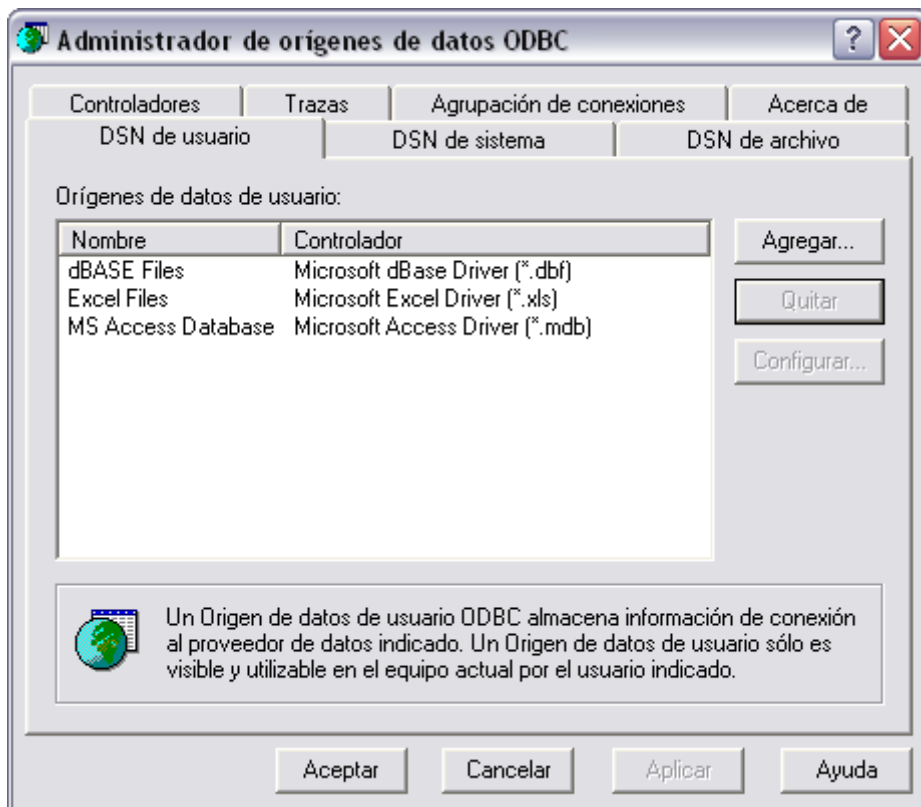 Administrador de orígenes de datos ODBC
Controladores Trazas Agrupación de conexiones Acerca de
DSN de usuario DSN de sistema DSN de archivo
Orígenes de datos de usuario:
Nombre Controlador
dBASE Files Microsoft dBase Driver (*.dbf)
Excel Files Microsoft Excel Driver (*.xls)
MS Access Database Microsoft Access Driver (*.mdb)
Agregar...
Quitar
Configurar...
Un Origen de datos de usuario ODBC almacena información de conexión
al proveedor de datos indicado. Un Origen de datos de usuario sólo es
visible y utilizable en el equipo actual por el usuario indicado.
Aceptar Cancelar Aplicar Ayuda